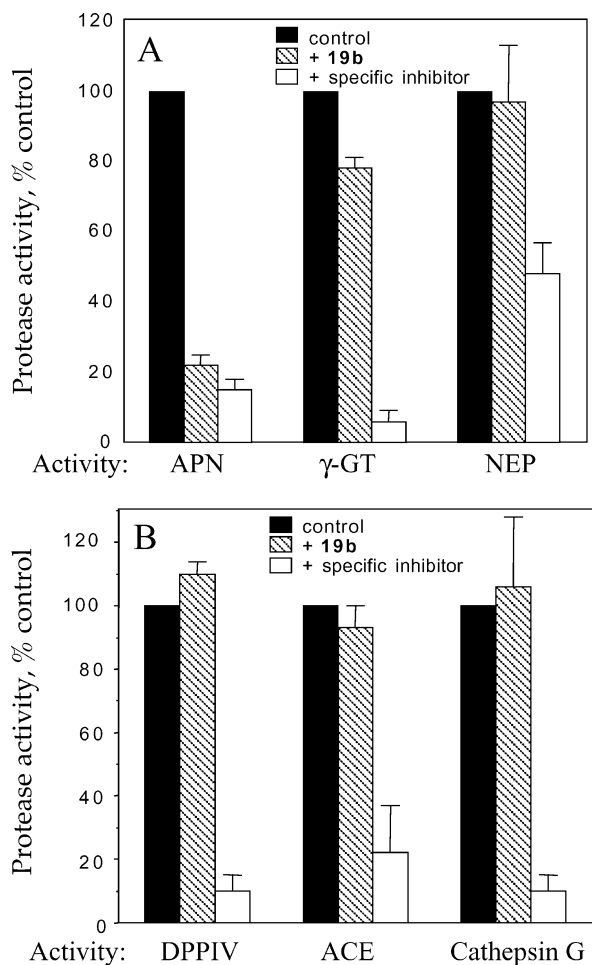 120
A
control
+ 19b
+ specific inhibitor
100
80
60
40
20
0
Protease activity, % control
Activity: APN γ-GT NEP
B
control
+ 19b
+ specific inhibitor
120
100
80
60
40
20
0
Protease activity, % control
Activity: DPPIV ACE Cathepsin G